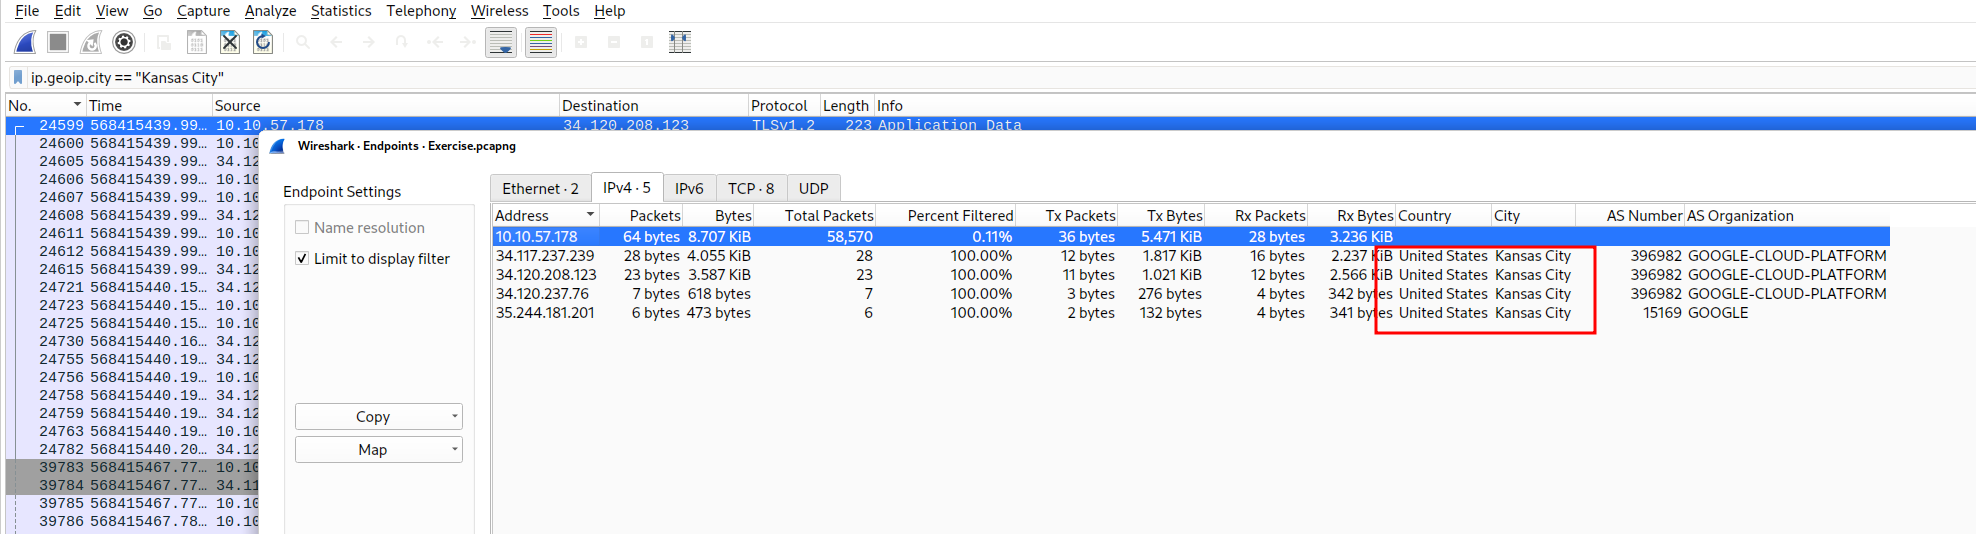 File Edit View Go Capture Analyze Statistics Telephony Wireless Tools Help
ip.geoip.city == "Kansas City"
No. Time Source Destination Protocol Length Info
24599 568415439.99… 10.10.57.178 34.120.208.123 TLSv1.2 223 Application Data
24600 568415439.99… 10.10
24605 568415439.99… 34.12
24606 568415439.99… 10.10
24607 568415439.99… 10.10
24608 568415439.99… 34.12
24611 568415439.99… 10.10
24612 568415439.99… 10.10
24615 568415439.99… 34.12
24721 568415440.15… 34.12
24723 568415440.15… 10.10
24725 568415440.15… 10.10
24730 568415440.16… 34.12
24755 568415440.19… 34.12
24756 568415440.19… 10.10
24758 568415440.19… 34.12
24759 568415440.19… 34.12
24763 568415440.19… 10.10
24782 568415440.20… 34.12
39783 568415467.77… 10.10
39784 568415467.77… 34.11
39785 568415467.77… 10.10
39786 568415467.78… 10.10
Wireshark · Endpoints · Exercise.pcapng
Endpoint Settings
Name resolution
Limit to display filter
Copy
Map
Ethernet · 2 IPv4 · 5 IPv6 TCP · 8 UDP
Address Packets Bytes Total Packets Percent Filtered Tx Packets Tx Bytes Rx Packets Rx Bytes Country City AS Number AS Organization
10.10.57.178 64 bytes 8.707 KiB 58,570 0.11% 36 bytes 5.471 KiB 28 bytes 3.236 KiB
34.117.237.239 28 bytes 4.055 KiB 28 100.00% 12 bytes 1.817 KiB 16 bytes 2.237 KiB United States Kansas City 396982 GOOGLE-CLOUD-PLATFORM
34.120.208.123 23 bytes 3.587 KiB 23 100.00% 11 bytes 1.021 KiB 12 bytes 2.566 KiB United States Kansas City 396982 GOOGLE-CLOUD-PLATFORM
34.120.237.76 7 bytes 618 bytes 7 100.00% 3 bytes 276 bytes 4 bytes 342 bytes United States Kansas City 396982 GOOGLE-CLOUD-PLATFORM
35.244.181.201 6 bytes 473 bytes 6 100.00% 2 bytes 132 bytes 4 bytes 341 bytes United States Kansas City 15169 GOOGLE